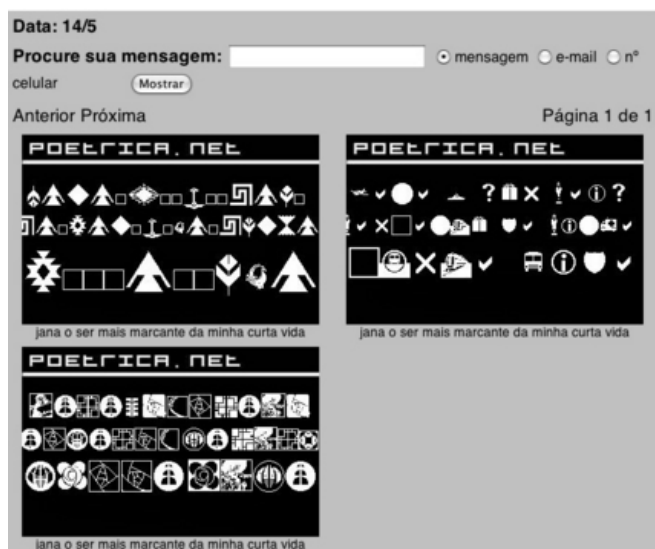 Data: 14/5
Procure sua mensagem: mensagem e-mail nº
celular Mostrar
Anterior Próxima Página 1 de 1
POETRICA.NET POETRICA.NET
jana o ser mais marcante da minha curta vida jana o ser mais marcante da minha curta vida
POETRICA.NET
jana o ser mais marcante da minha curta vida